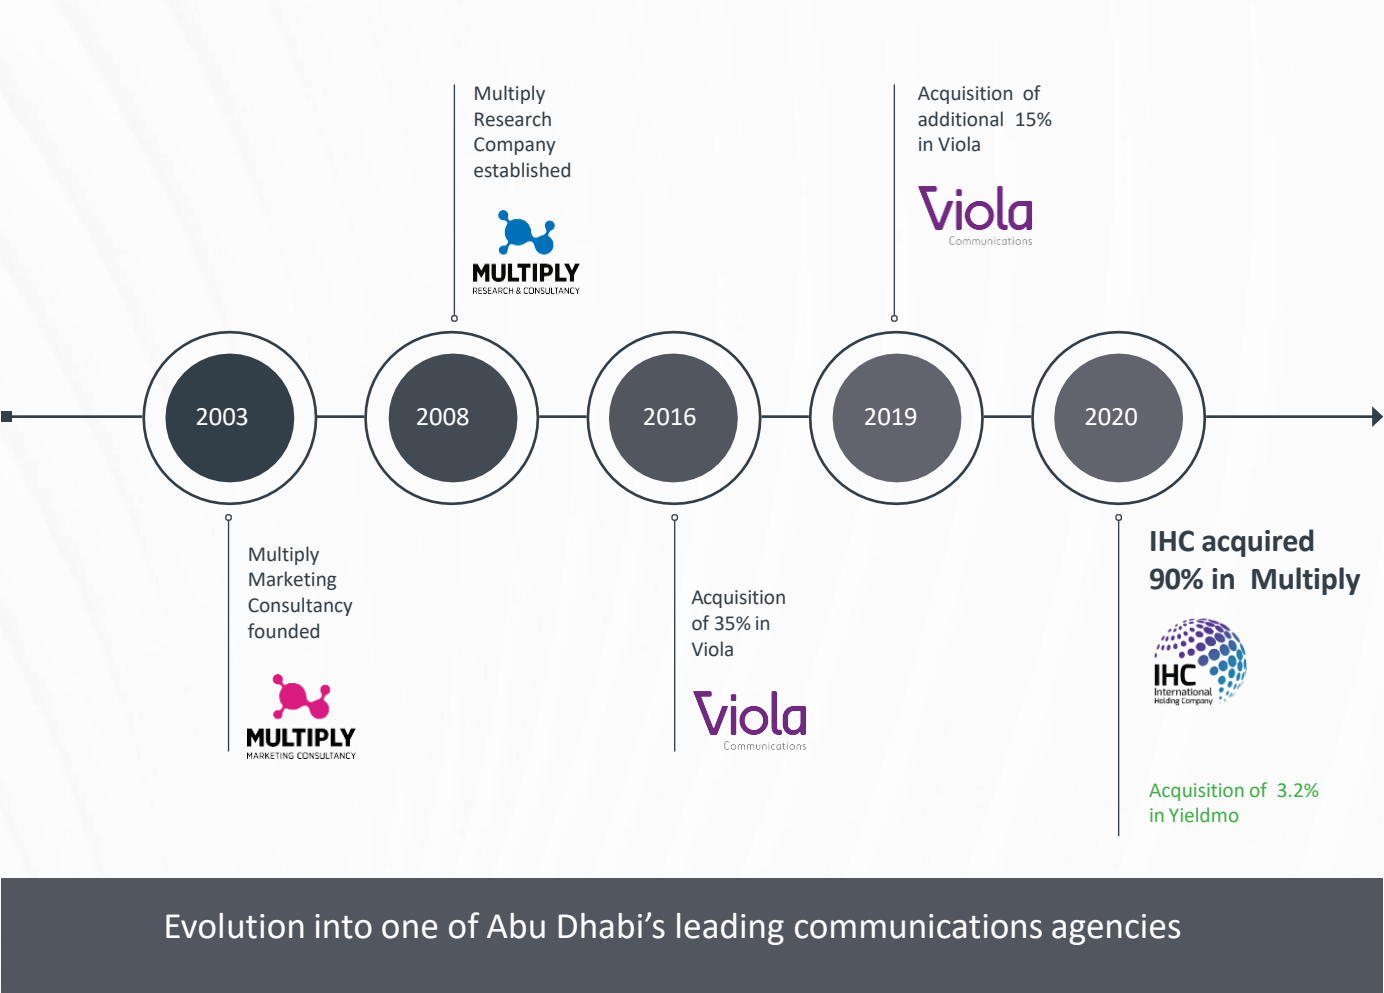 Multiply
Research
Company
established
MULTIPLY
RESEARCH & CONSULTANCY
Acquisition of
additional 15%
in Viola
Viola
Communications
2003
2008
2016
2019
2020
Multiply
Marketing
Consultancy
founded
MULTIPLY
MARKETING CONSULTANCY
Acquisition
of 35% in
Viola
Viola
Communications
IHC acquired
90% in Multiply
IHC
International
Holding Company
Acquisition of 3.2%
in Yieldmo
Evolution into one of Abu Dhabi’s leading communications agencies